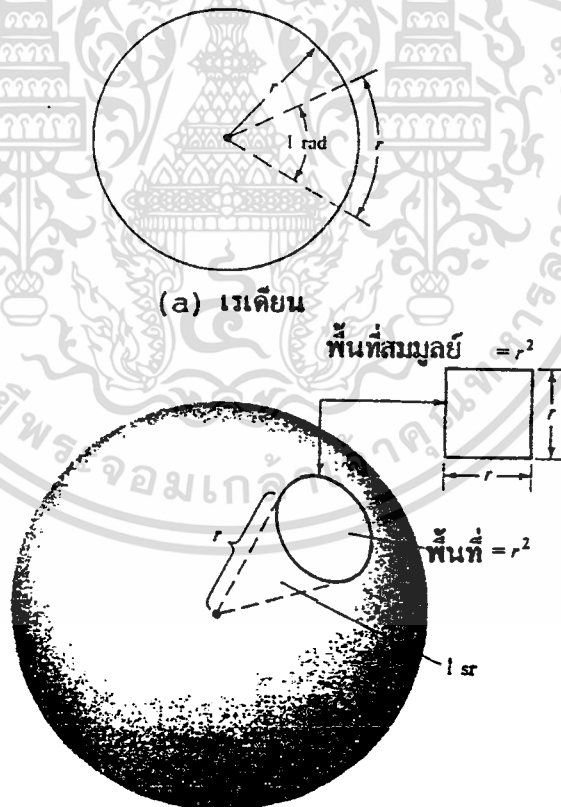 r
1 rad
r
(a) เรเดียน
พื้นที่สมมูลย์ = r²
r
r
r
พื้นที่ = r²
1 sr